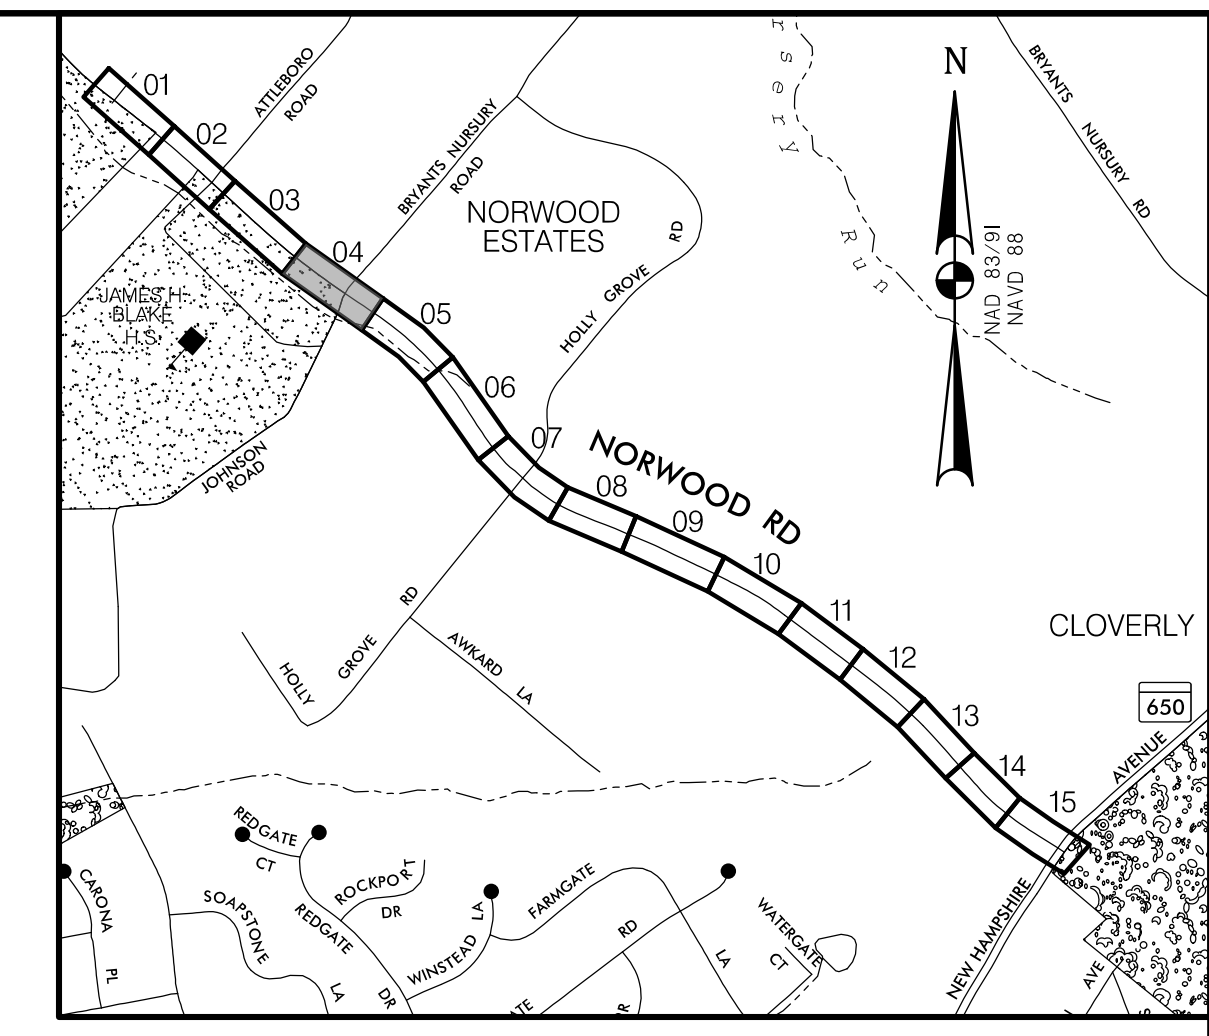 01
02
03
04
05
06
07
08
09
10
11
12
13
14
15
ATTLEBORO
ROAD
BRYANTS NURSURY
ROAD
NORWOOD
ESTATES
HOLLY GROVE RD
rsery
Run
N
NAD 83/91
NAVD 88
BRYANTS NURSURY RD
JAMES H.
BLAKE
H.S.
JOHNSON
ROAD
NORWOOD RD
CLOVERLY
650
AVENUE
NEW HAMPSHIRE
HOLLY GROVE RD
AWKARD LA
REDGATE
CT
ROCKPORT
DR
SOAPSTONE
LA
REDGATE
DR
CARONA
PL
WINSTEAD LA
FARMGATE
LA
RD
WATERGATE
CT
AVE